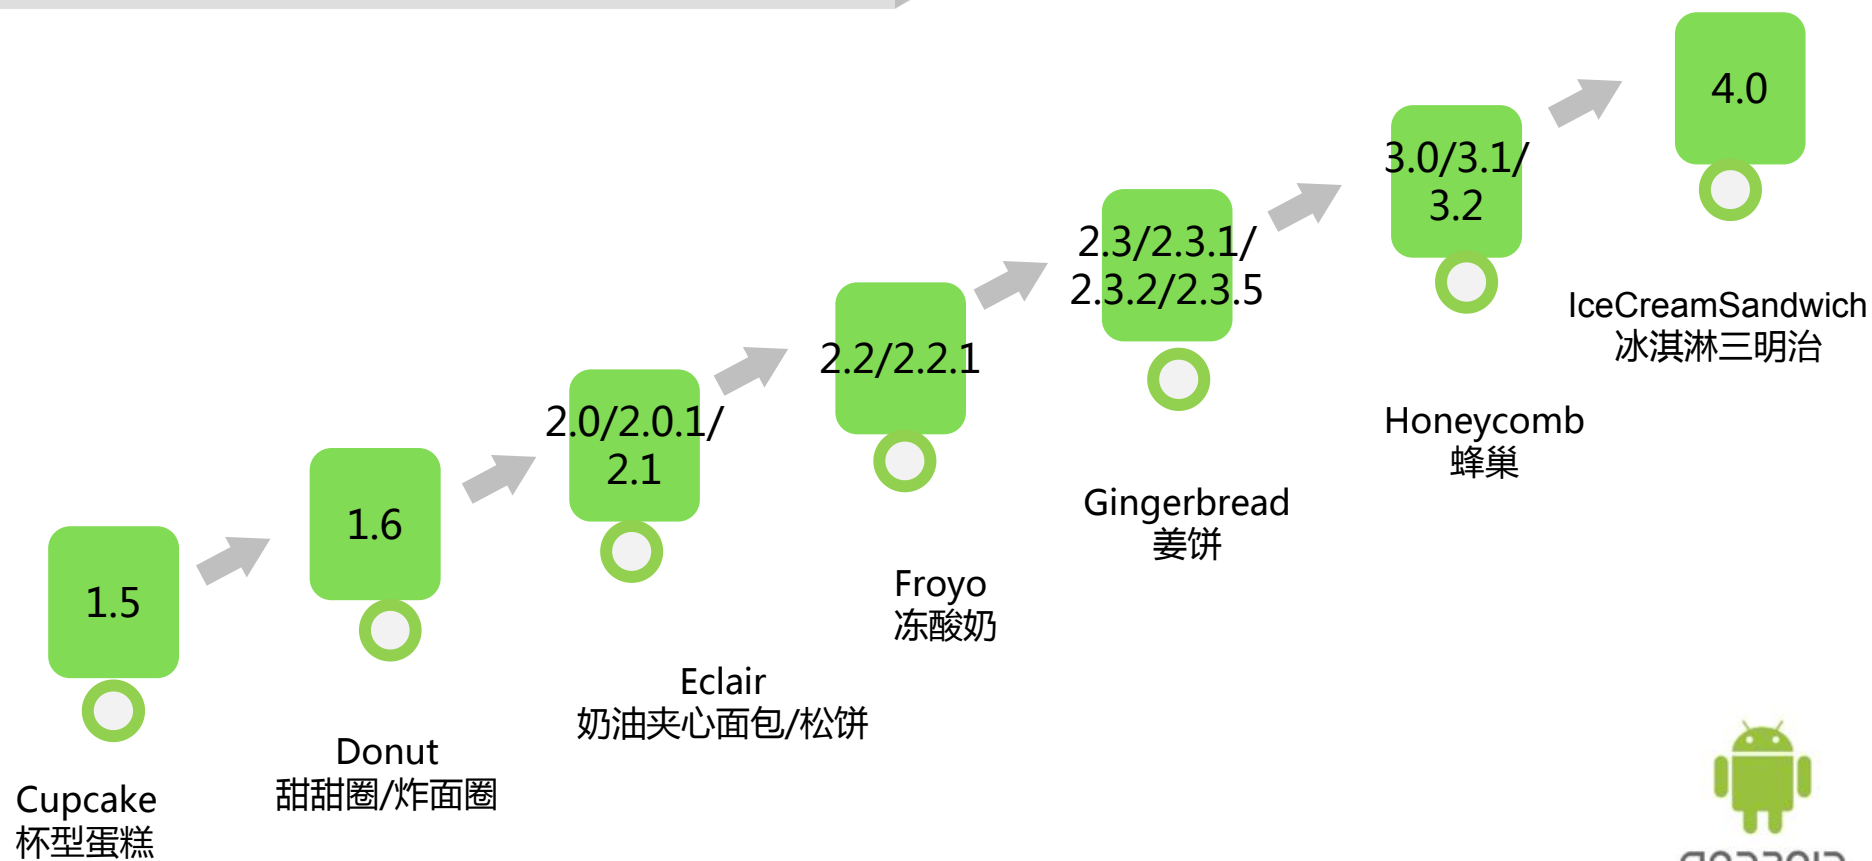 1.5
Cupcake
杯型蛋糕
1.6
Donut
甜甜圈/炸面圈
2.0/2.0.1/
2.1
Eclair
奶油夹心面包/松饼
2.2/2.2.1
Froyo
冻酸奶
2.3/2.3.1/
2.3.2/2.3.5
Gingerbread
姜饼
3.0/3.1/
3.2
Honeycomb
蜂巢
4.0
IceCreamSandwich
冰淇淋三明治